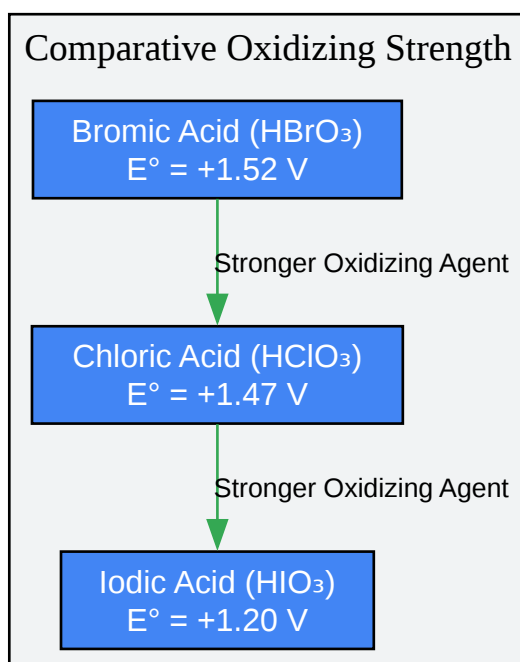 Comparative Oxidizing Strength
Bromic Acid (HBrO₃)
E° = +1.52 V
Stronger Oxidizing Agent
Chloric Acid (HClO₃)
E° = +1.47 V
Stronger Oxidizing Agent
Iodic Acid (HIO₃)
E° = +1.20 V